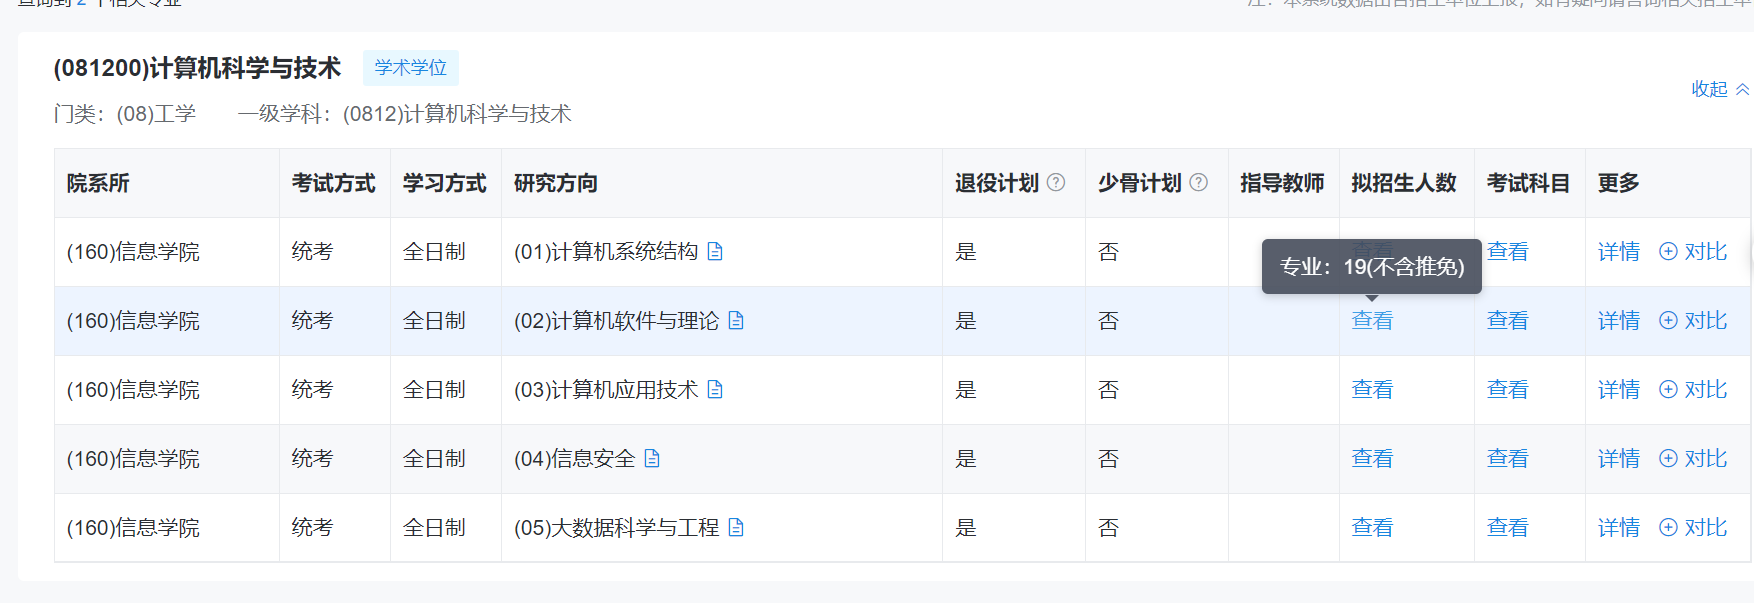 查询到 2 个相关专业
注：本系统数据由各招生单位上报，如有疑问请咨询相关招生单
(081200)计算机科学与技术 学术学位
收起
门类：(08)工学 一级学科：(0812)计算机科学与技术
院系所 考试方式 学习方式 研究方向 退役计划 少骨计划 指导教师 拟招生人数 考试科目 更多
(160)信息学院 统考 全日制 (01)计算机系统结构 是 否 查看 查看 详情 对比
专业：19(不含推免)
(160)信息学院 统考 全日制 (02)计算机软件与理论 是 否 查看 查看 详情 对比
(160)信息学院 统考 全日制 (03)计算机应用技术 是 否 查看 查看 详情 对比
(160)信息学院 统考 全日制 (04)信息安全 是 否 查看 查看 详情 对比
(160)信息学院 统考 全日制 (05)大数据科学与工程 是 否 查看 查看 详情 对比